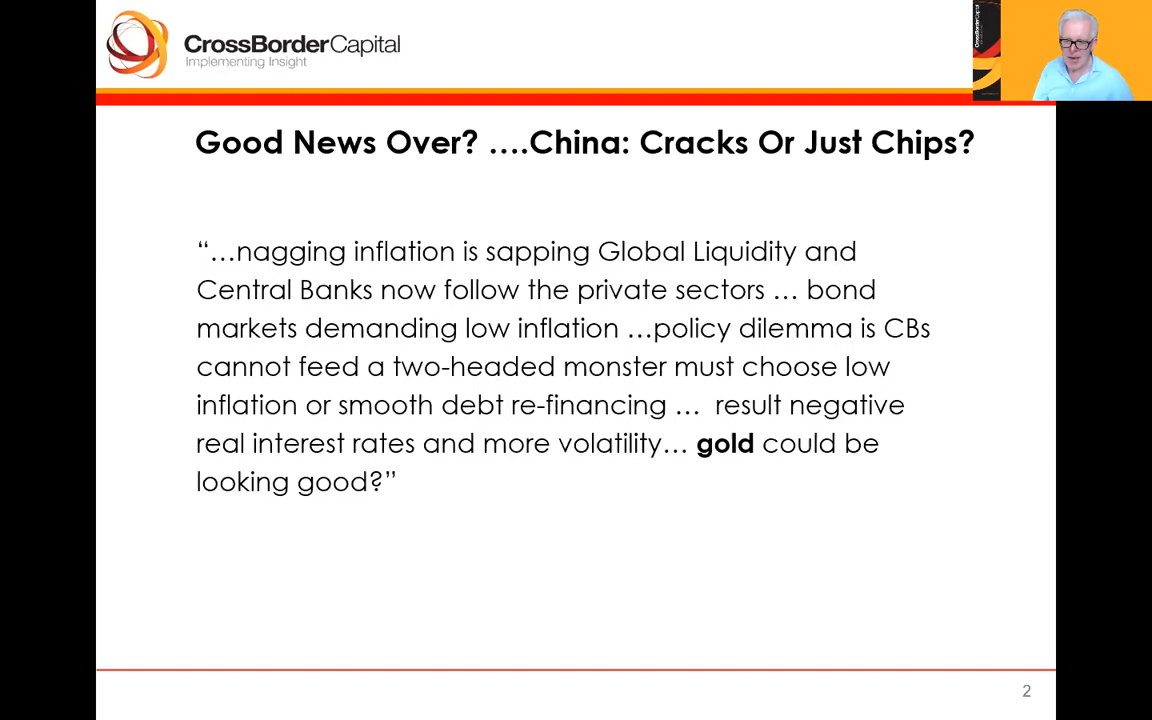 CrossBorderCapital
Implementing Insight
Good News Over? ….China: Cracks Or Just Chips?
“…nagging inflation is sapping Global Liquidity and
Central Banks now follow the private sectors … bond
markets demanding low inflation …policy dilemma is CBs
cannot feed a two-headed monster must choose low
inflation or smooth debt re-financing … result negative
real interest rates and more volatility… gold could be
looking good?”
2